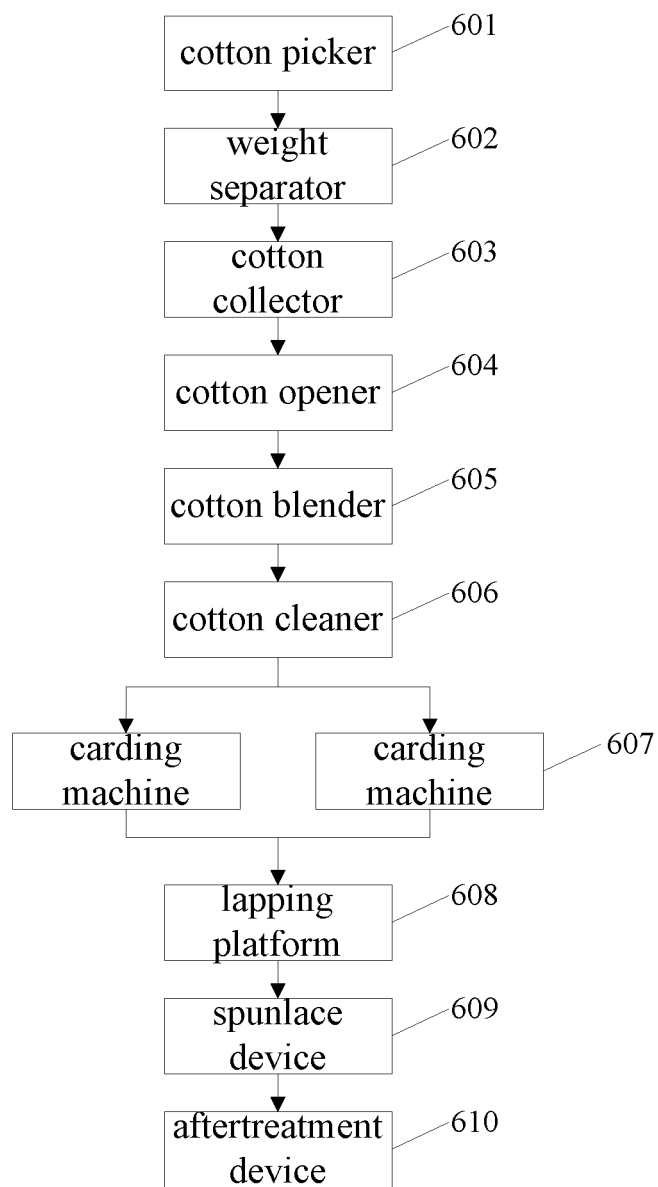 cotton picker
601
weight
separator
602
cotton
collector
603
cotton opener
604
cotton blender
605
cotton cleaner
606
carding
machine
carding
machine
607
lapping
platform
608
spunlace
device
609
aftertreatment
device
610